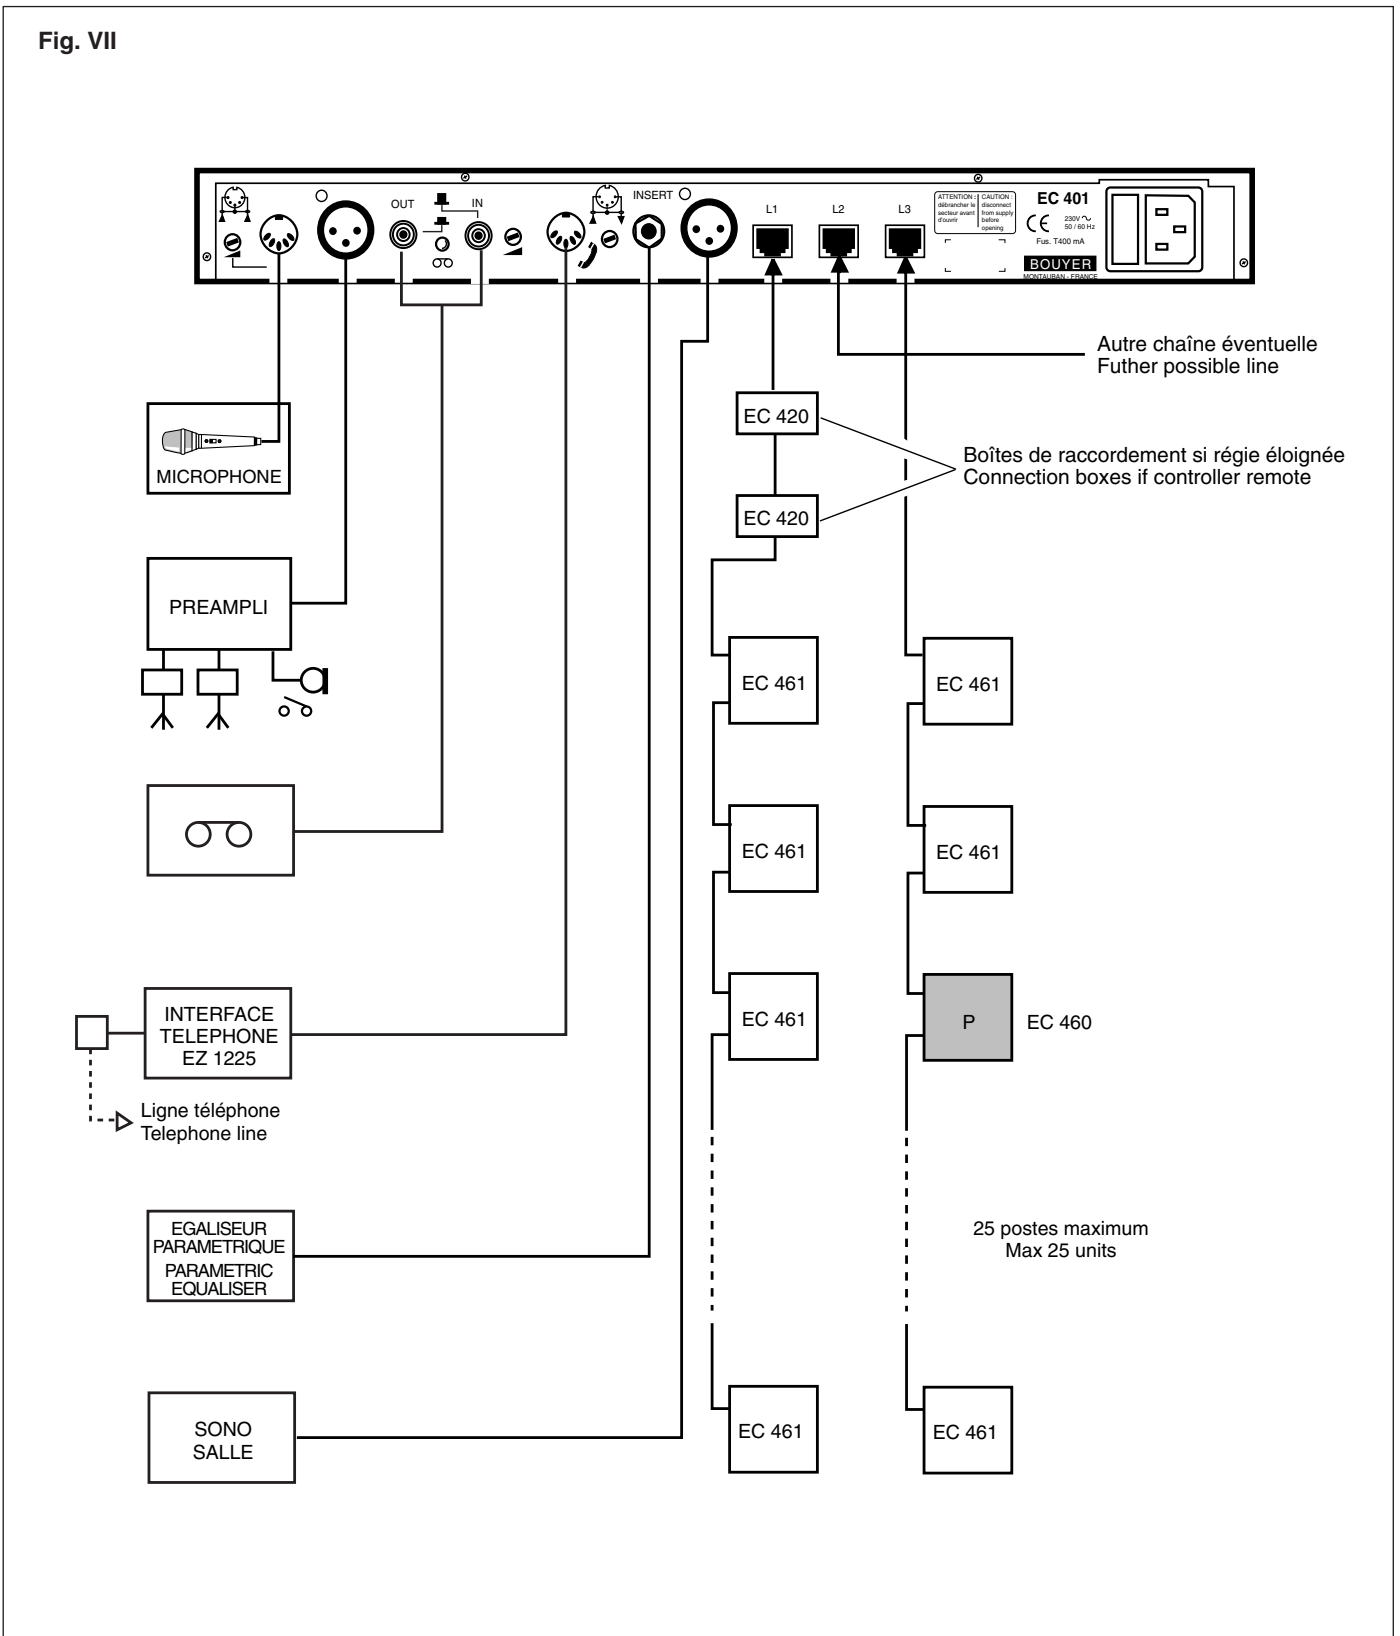 Fig. VII
OUT
IN
INSERT
L1
L2
L3
ATTENTION :
débrancher le
secteur avant
d'ouvrir
CAUTION :
disconnect
from supply
before
opening
EC 401
CE
230V ~
50 / 60 Hz
Fus. T400 mA
BOUYER
MONTAUBAN - FRANCE
Autre chaîne éventuelle
Futher possible line
EC 420
Boîtes de raccordement si régie éloignée
Connection boxes if controller remote
EC 420
MICROPHONE
PREAMPLI
EC 461
EC 461
EC 461
EC 461
EC 461
P
EC 460
INTERFACE
TELEPHONE
EZ 1225
Ligne téléphone
Telephone line
EGALISEUR
PARAMETRIQUE
PARAMETRIC
EQUALISER
25 postes maximum
Max 25 units
SONO
SALLE
EC 461
EC 461